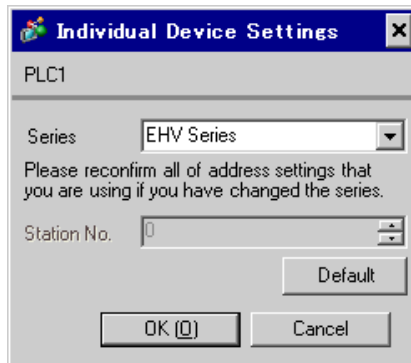 Individual Device Settings
PLC1
Series EHV Series
Please reconfirm all of address settings that
you are using if you have changed the series.
Station No. 0
Default
OK (O) Cancel